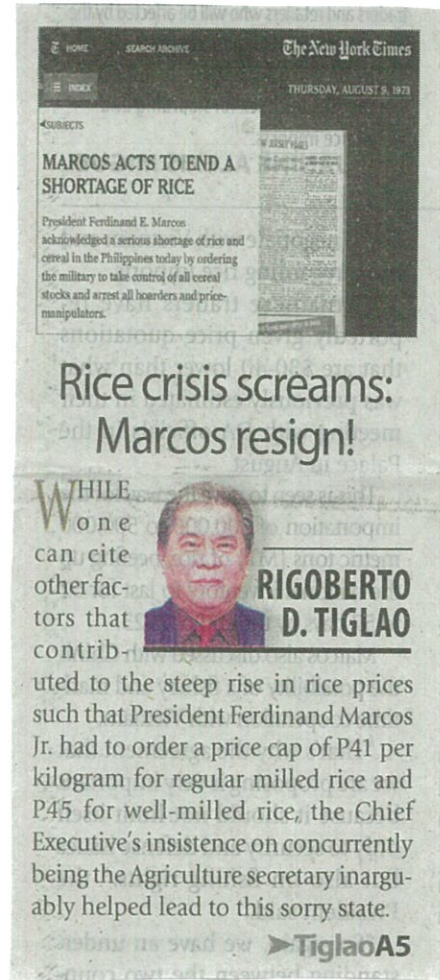 HOME
SEARCH ARCHIVE
The New York Times
INDEX
THURSDAY, AUGUST 9, 1973
SUBJECTS
MARCOS ACTS TO END A
SHORTAGE OF RICE
President Ferdinand E. Marcos
acknowledged a serious shortage of rice and
cereal in the Philippines today by ordering
the military to take control of all cereal
stocks and arrest all hoarders and price-
manipulators.
Rice crisis screams:
Marcos resign!
WHILE
one
can cite
other fac-
tors that
contrib-
RIGOBERTO
D. TIGLAO
uted to the steep rise in rice prices
such that President Ferdinand Marcos
Jr. had to order a price cap of P41 per
kilogram for regular milled rice and
P45 for well-milled rice, the Chief
Executive's insistence on concurrently
being the Agriculture secretary inargu-
ably helped lead to this sorry state.
➤TiglaoA5